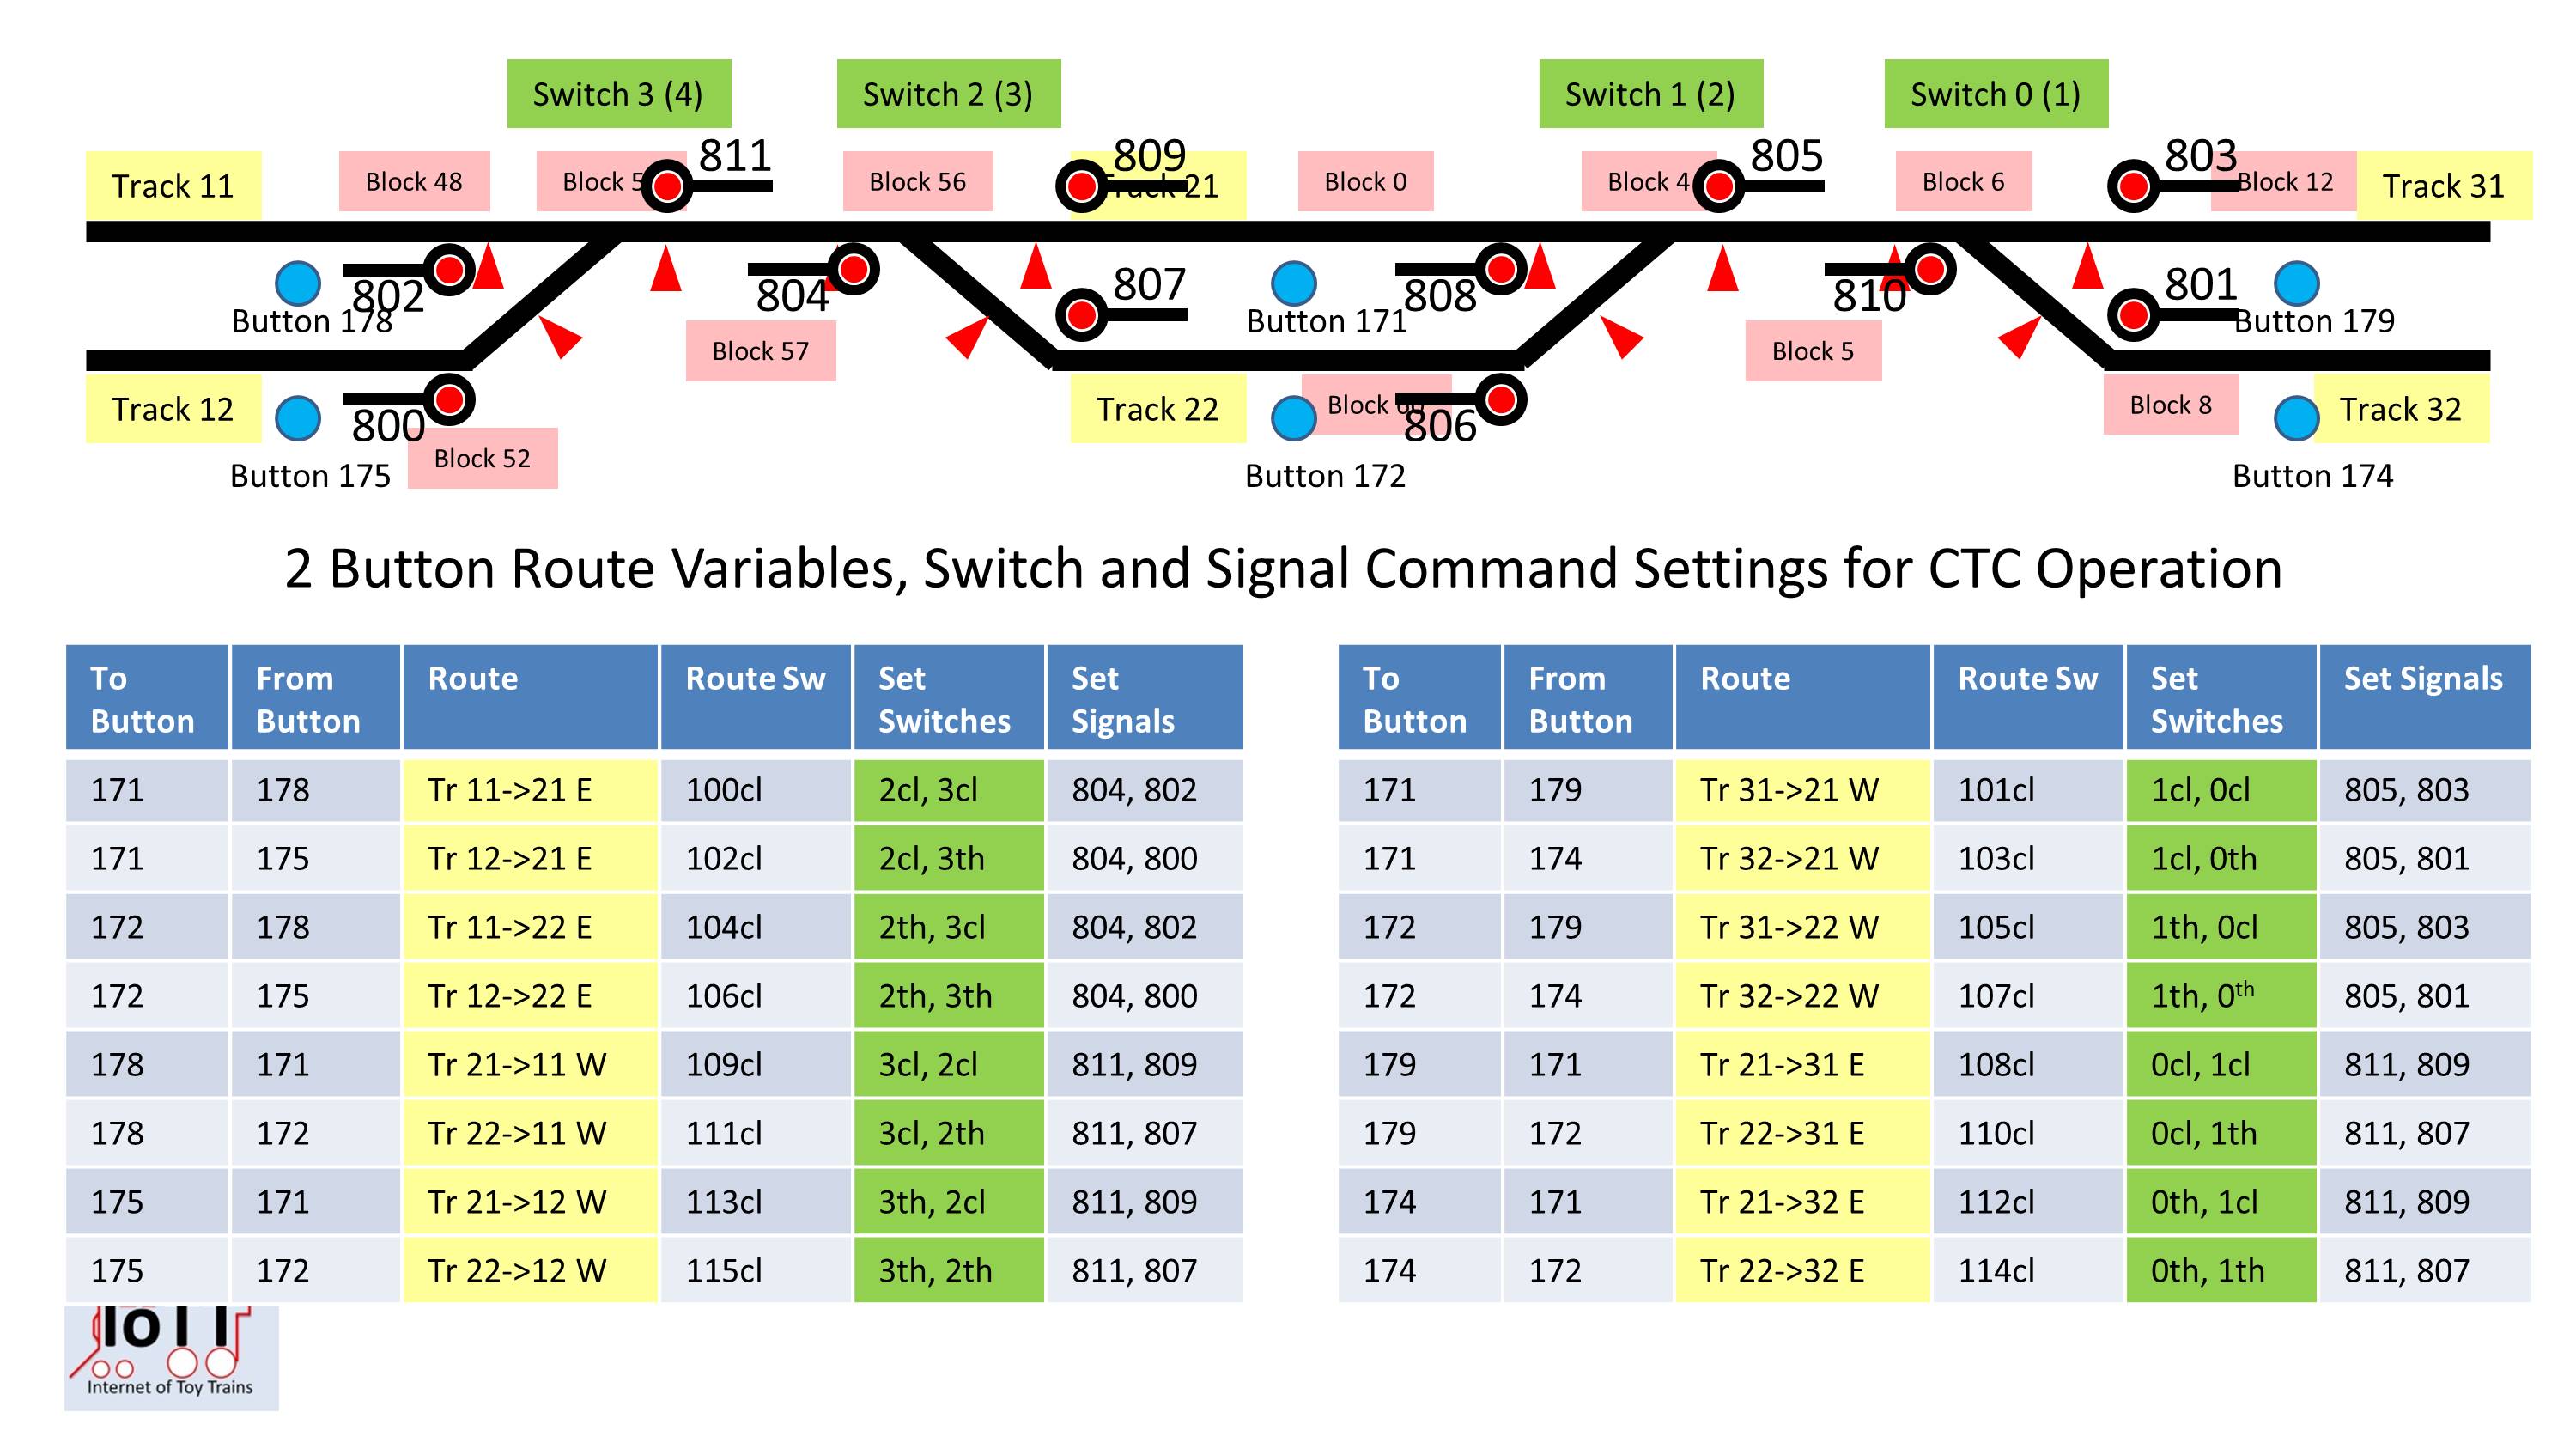 Switch 3 (4)
Switch 2 (3)
Switch 1 (2)
Switch 0 (1)
811
809
805
803
Track 11
Block 48
Block
Block 56
Track 21
Block 0
Block 4
Block 6
Block 12
Track 31
802
804
807
808
810
801
Button 178
Button 171
Button 179
Block 57
Block 5
Track 12
800
Track 22
Block
806
Block 8
Track 32
Button 175
Block 52
Button 172
Button 174
2 Button Route Variables, Switch and Signal Command Settings for CTC Operation
To Button From Button Route Route Sw Set Switches Set Signals
171 178 Tr 11->21 E 100cl 2cl, 3cl 804, 802
171 175 Tr 12->21 E 102cl 2cl, 3th 804, 800
172 178 Tr 11->22 E 104cl 2th, 3cl 804, 802
172 175 Tr 12->22 E 106cl 2th, 3th 804, 800
178 171 Tr 21->11 W 109cl 3cl, 2cl 811, 809
178 172 Tr 22->11 W 111cl 3cl, 2th 811, 807
175 171 Tr 21->12 W 113cl 3th, 2cl 811, 809
175 172 Tr 22->12 W 115cl 3th, 2th 811, 807
To Button From Button Route Route Sw Set Switches Set Signals
171 179 Tr 31->21 W 101cl 1cl, 0cl 805, 803
171 174 Tr 32->21 W 103cl 1cl, 0th 805, 801
172 179 Tr 31->22 W 105cl 1th, 0cl 805, 803
172 174 Tr 32->22 W 107cl 1th, 0th 805, 801
179 171 Tr 21->31 E 108cl 0cl, 1cl 811, 809
179 172 Tr 22->31 E 110cl 0cl, 1th 811, 807
174 171 Tr 21->32 E 112cl 0th, 1cl 811, 809
174 172 Tr 22->32 E 114cl 0th, 1th 811, 807
IoTT
Internet of Toy Trains